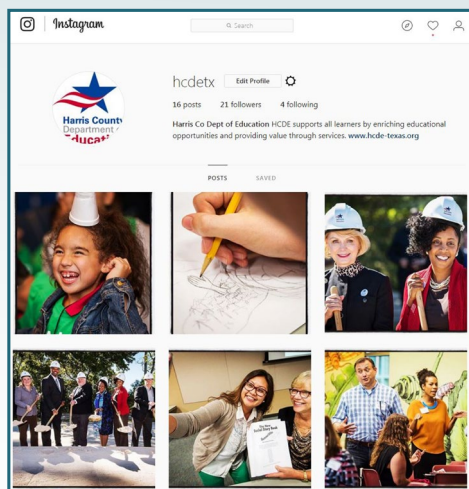 Instagram
Search
hcdetx Edit Profile
16 posts 21 followers 4 following
Harris Co Dept of Education HCDE supports all learners by enriching educational
opportunities and providing value through services. www.hcde-texas.org
Harris County
Department
POSTS SAVED